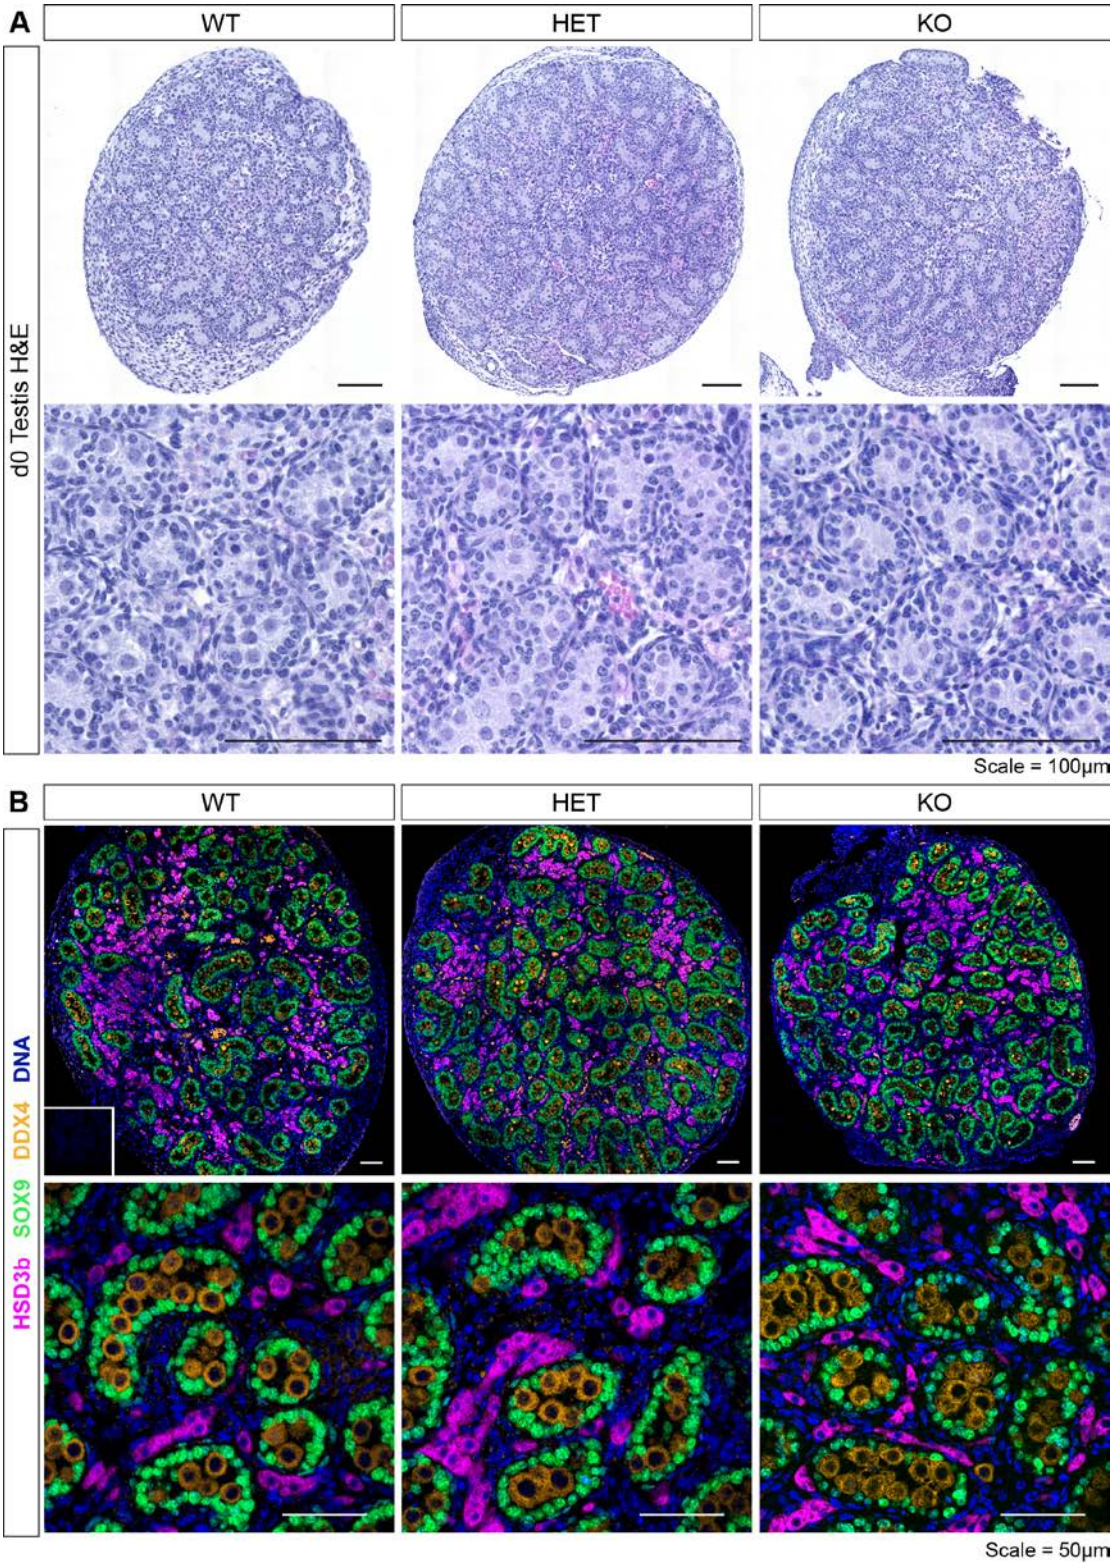 A
WT
HET
KO
d0 Testis H&E
Scale = 100µm
B
WT
HET
KO
HSD3b SOX9 DDX4 DNA
Scale = 50µm